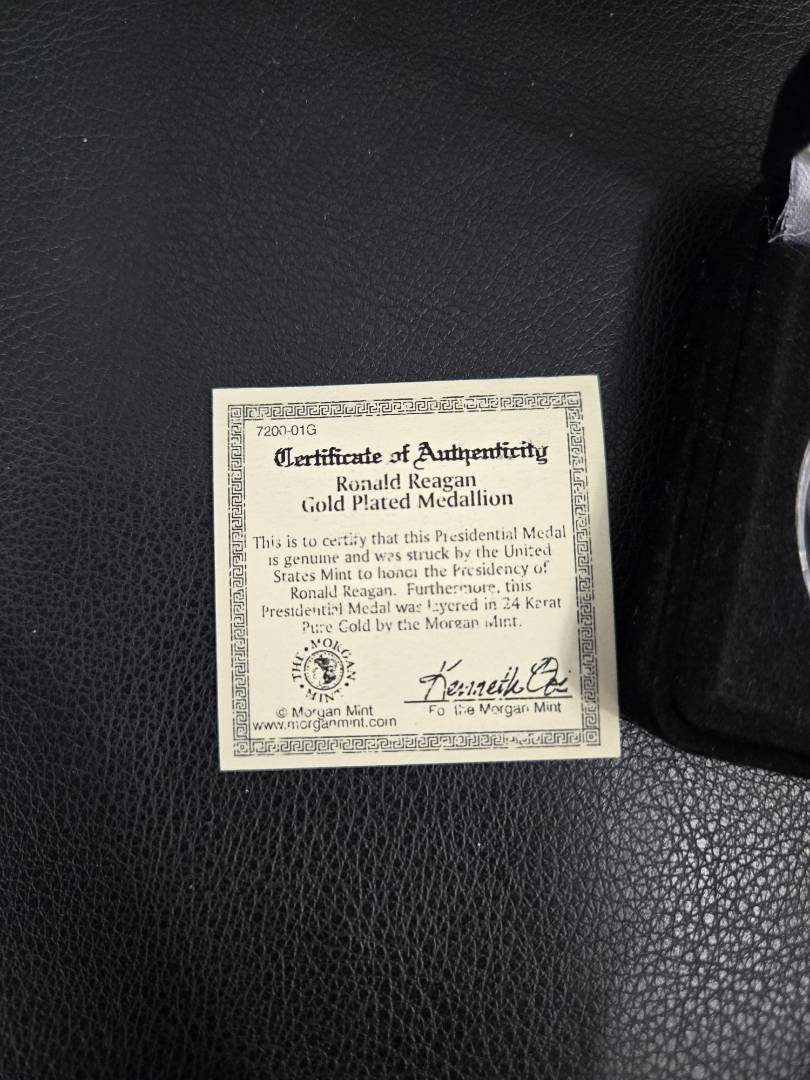 7200-01G
Certificate of Authenticity
Ronald Reagan
Gold Plated Medallion
This is to certify that this Presidential Medal
is genuine and was struck by the United
States Mint to honor the Presidency of
Ronald Reagan. Furthermore, this
Presidential Medal was layered in 24 Karat
Pure Gold by the Morgan Mint.
THE MORGAN MINT
Kenneth
© Morgan Mint
For the Morgan Mint
www.morganmint.com